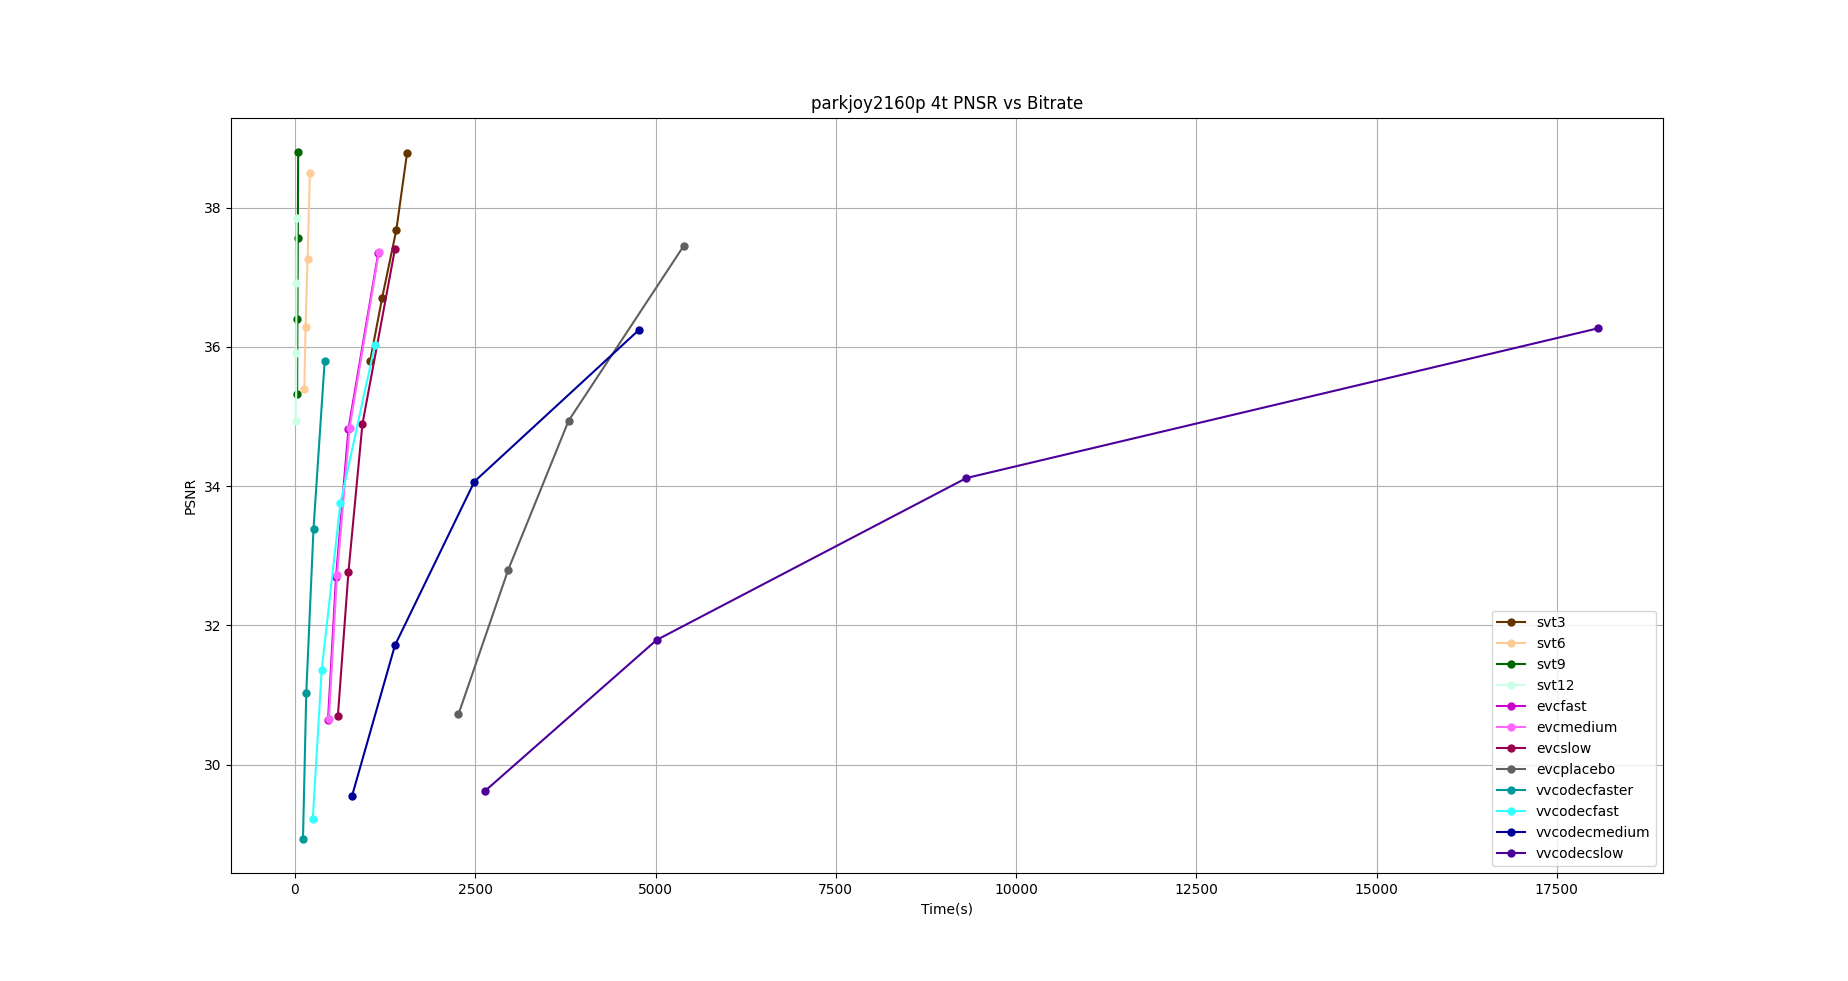 parkjoy2160p 4t PNSR vs Bitrate
PSNR
38
36
34
32
30
0 2500 5000 7500 10000 12500 15000 17500
Time(s)
svt3
svt6
svt9
svt12
evcfast
evcmedium
evcslow
evcplacebo
vvcodecfaster
vvcodecfast
vvcodecmedium
vvcodecslow